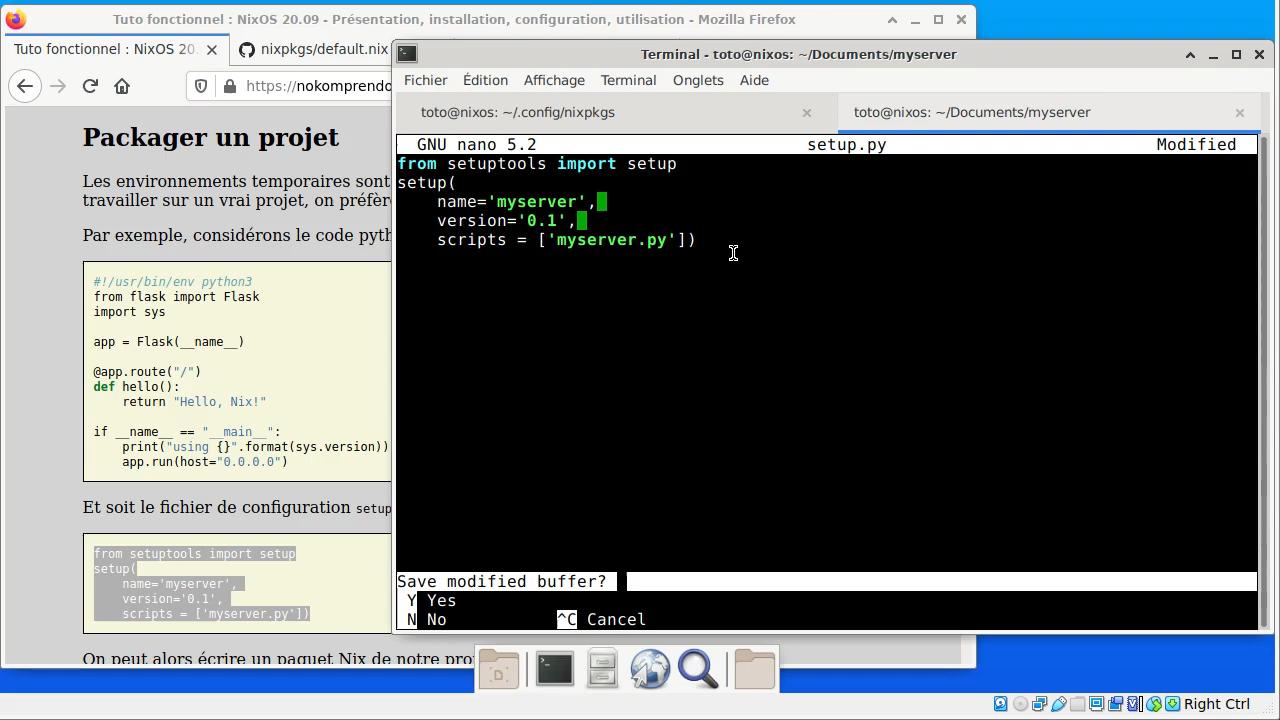 Tuto fonctionnel : NixOS 20.09 - Présentation, installation, configuration, utilisation - Mozilla Firefox
Tuto fonctionnel : NixOS 20.
nixpkgs/default.nix
https://nokomprendo
Packager un projet
Les environnements temporaires sont
travailler sur un vrai projet, on préfèr
Par exemple, considérons le code pyth
#!/usr/bin/env python3
from flask import Flask
import sys
app = Flask(__name__)
@app.route("/")
def hello():
return "Hello, Nix!"
if __name__ == "__main__":
print("using {}".format(sys.version))
app.run(host="0.0.0.0")
Et soit le fichier de configuration setup
from setuptools import setup
setup(
name='myserver',
version='0.1',
scripts = ['myserver.py'])
On peut alors écrire un paquet Nix de notre pro
Terminal - toto@nixos: ~/Documents/myserver
Fichier Édition Affichage Terminal Onglets Aide
toto@nixos: ~/.config/nixpkgs
toto@nixos: ~/Documents/myserver
GNU nano 5.2 setup.py Modified
from setuptools import setup
setup(
name='myserver',
version='0.1',
scripts = ['myserver.py'])
Save modified buffer?
Y Yes
N No ^C Cancel
Right Ctrl